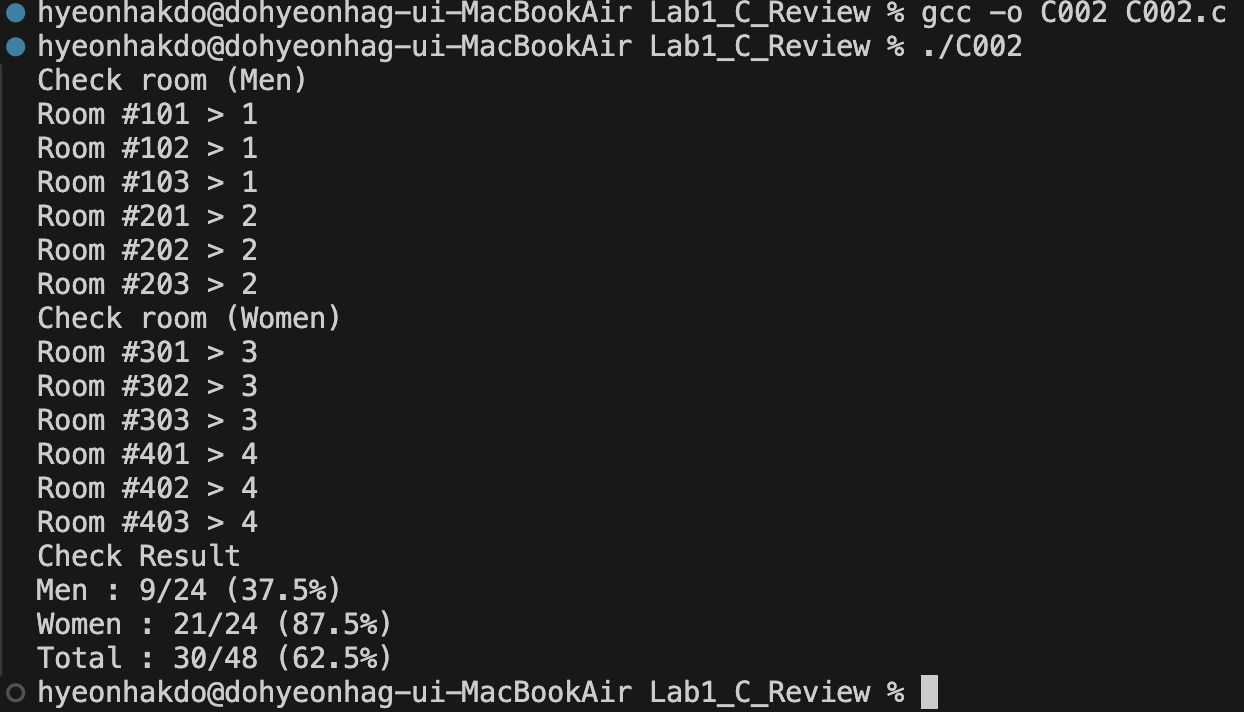 hyeonhakdo@dohyeonhag-ui-MacBookAir Lab1_C_Review % gcc -o C002 C002.c
hyeonhakdo@dohyeonhag-ui-MacBookAir Lab1_C_Review % ./C002
Check room (Men)
Room #101 > 1
Room #102 > 1
Room #103 > 1
Room #201 > 2
Room #202 > 2
Room #203 > 2
Check room (Women)
Room #301 > 3
Room #302 > 3
Room #303 > 3
Room #401 > 4
Room #402 > 4
Room #403 > 4
Check Result
Men : 9/24 (37.5%)
Women : 21/24 (87.5%)
Total : 30/48 (62.5%)
hyeonhakdo@dohyeonhag-ui-MacBookAir Lab1_C_Review %